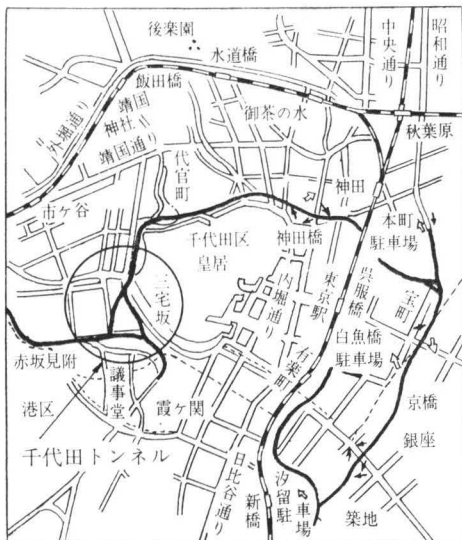 後楽園
水道橋
中央通り
昭和通り
飯田橋
外堀通り
靖国神社
靖国通り
御茶の水
秋葉原
代官町
神田
市ケ谷
千代田区
皇居
神田橋
本町
駐車場
三宅坂
内堀通り
東京駅
呉服橋
宝町
白魚橋
駐車場
有楽町
赤坂見附
議事堂
港区
霞ヶ関
京橋
銀座
千代田トンネル
日比谷通り
新橋
汐留駐車場
築地